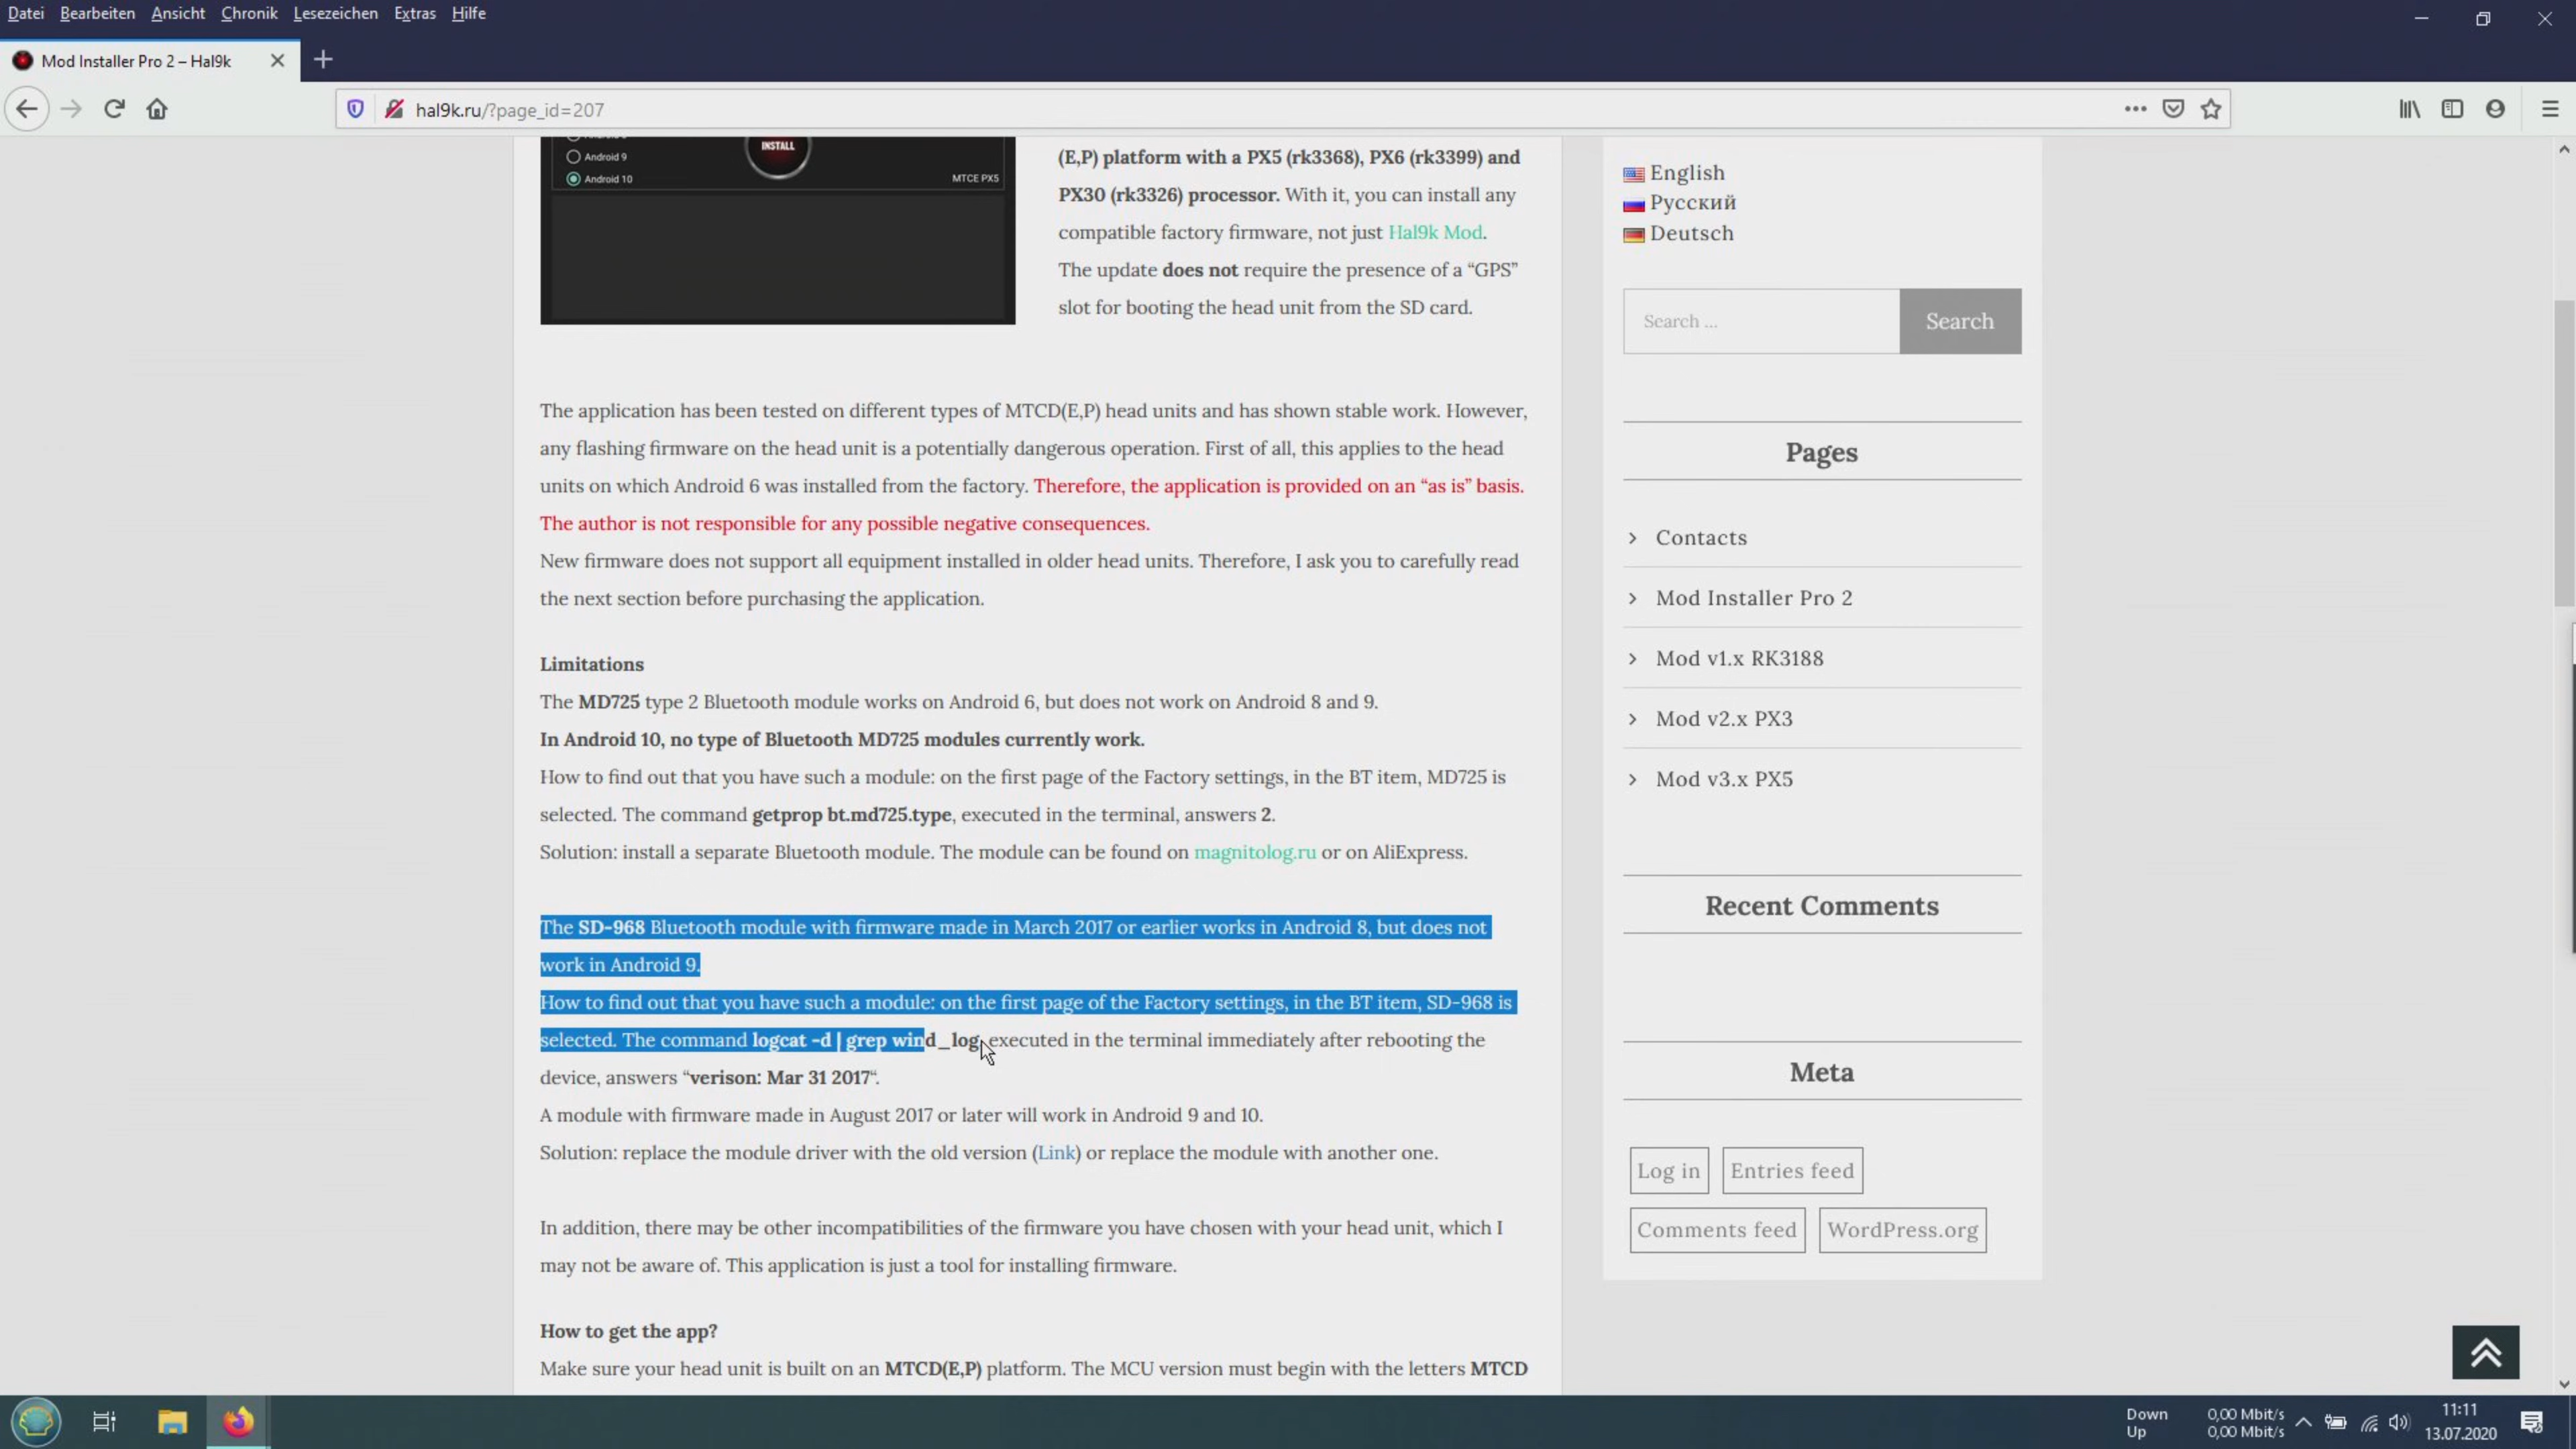 Datei Bearbeiten Ansicht Chronik Lesezeichen Extras Hilfe
Mod Installer Pro 2 – Hal9k
hal9k.ru/?page_id=207
Android 9
Android 10
INSTALL
MTCE PX5
(E,P) platform with a PX5 (rk3368), PX6 (rk3399) and
PX30 (rk3326) processor. With it, you can install any
compatible factory firmware, not just Hal9k Mod.
The update does not require the presence of a “GPS”
slot for booting the head unit from the SD card.
The application has been tested on different types of MTCD(E,P) head units and has shown stable work. However,
any flashing firmware on the head unit is a potentially dangerous operation. First of all, this applies to the head
units on which Android 6 was installed from the factory. Therefore, the application is provided on an “as is” basis.
The author is not responsible for any possible negative consequences.
New firmware does not support all equipment installed in older head units. Therefore, I ask you to carefully read
the next section before purchasing the application.
Limitations
The MD725 type 2 Bluetooth module works on Android 6, but does not work on Android 8 and 9.
In Android 10, no type of Bluetooth MD725 modules currently work.
How to find out that you have such a module: on the first page of the Factory settings, in the BT item, MD725 is
selected. The command getprop bt.md725.type, executed in the terminal, answers 2.
Solution: install a separate Bluetooth module. The module can be found on magnitolog.ru or on AliExpress.
The SD-968 Bluetooth module with firmware made in March 2017 or earlier works in Android 8, but does not
work in Android 9.
How to find out that you have such a module: on the first page of the Factory settings, in the BT item, SD-968 is
selected. The command logcat -d | grep wind_log, executed in the terminal immediately after rebooting the
device, answers “verison: Mar 31 2017“.
A module with firmware made in August 2017 or later will work in Android 9 and 10.
Solution: replace the module driver with the old version (Link) or replace the module with another one.
In addition, there may be other incompatibilities of the firmware you have chosen with your head unit, which I
may not be aware of. This application is just a tool for installing firmware.
How to get the app?
Make sure your head unit is built on an MTCD(E,P) platform. The MCU version must begin with the letters MTCD
English
Русский
Deutsch
Search ...
Search
Pages
Contacts
Mod Installer Pro 2
Mod v1.x RK3188
Mod v2.x PX3
Mod v3.x PX5
Recent Comments
Meta
Log in
Entries feed
Comments feed
WordPress.org
Down 0,00 Mbit/s
Up 0,00 Mbit/s
11:11
13.07.2020